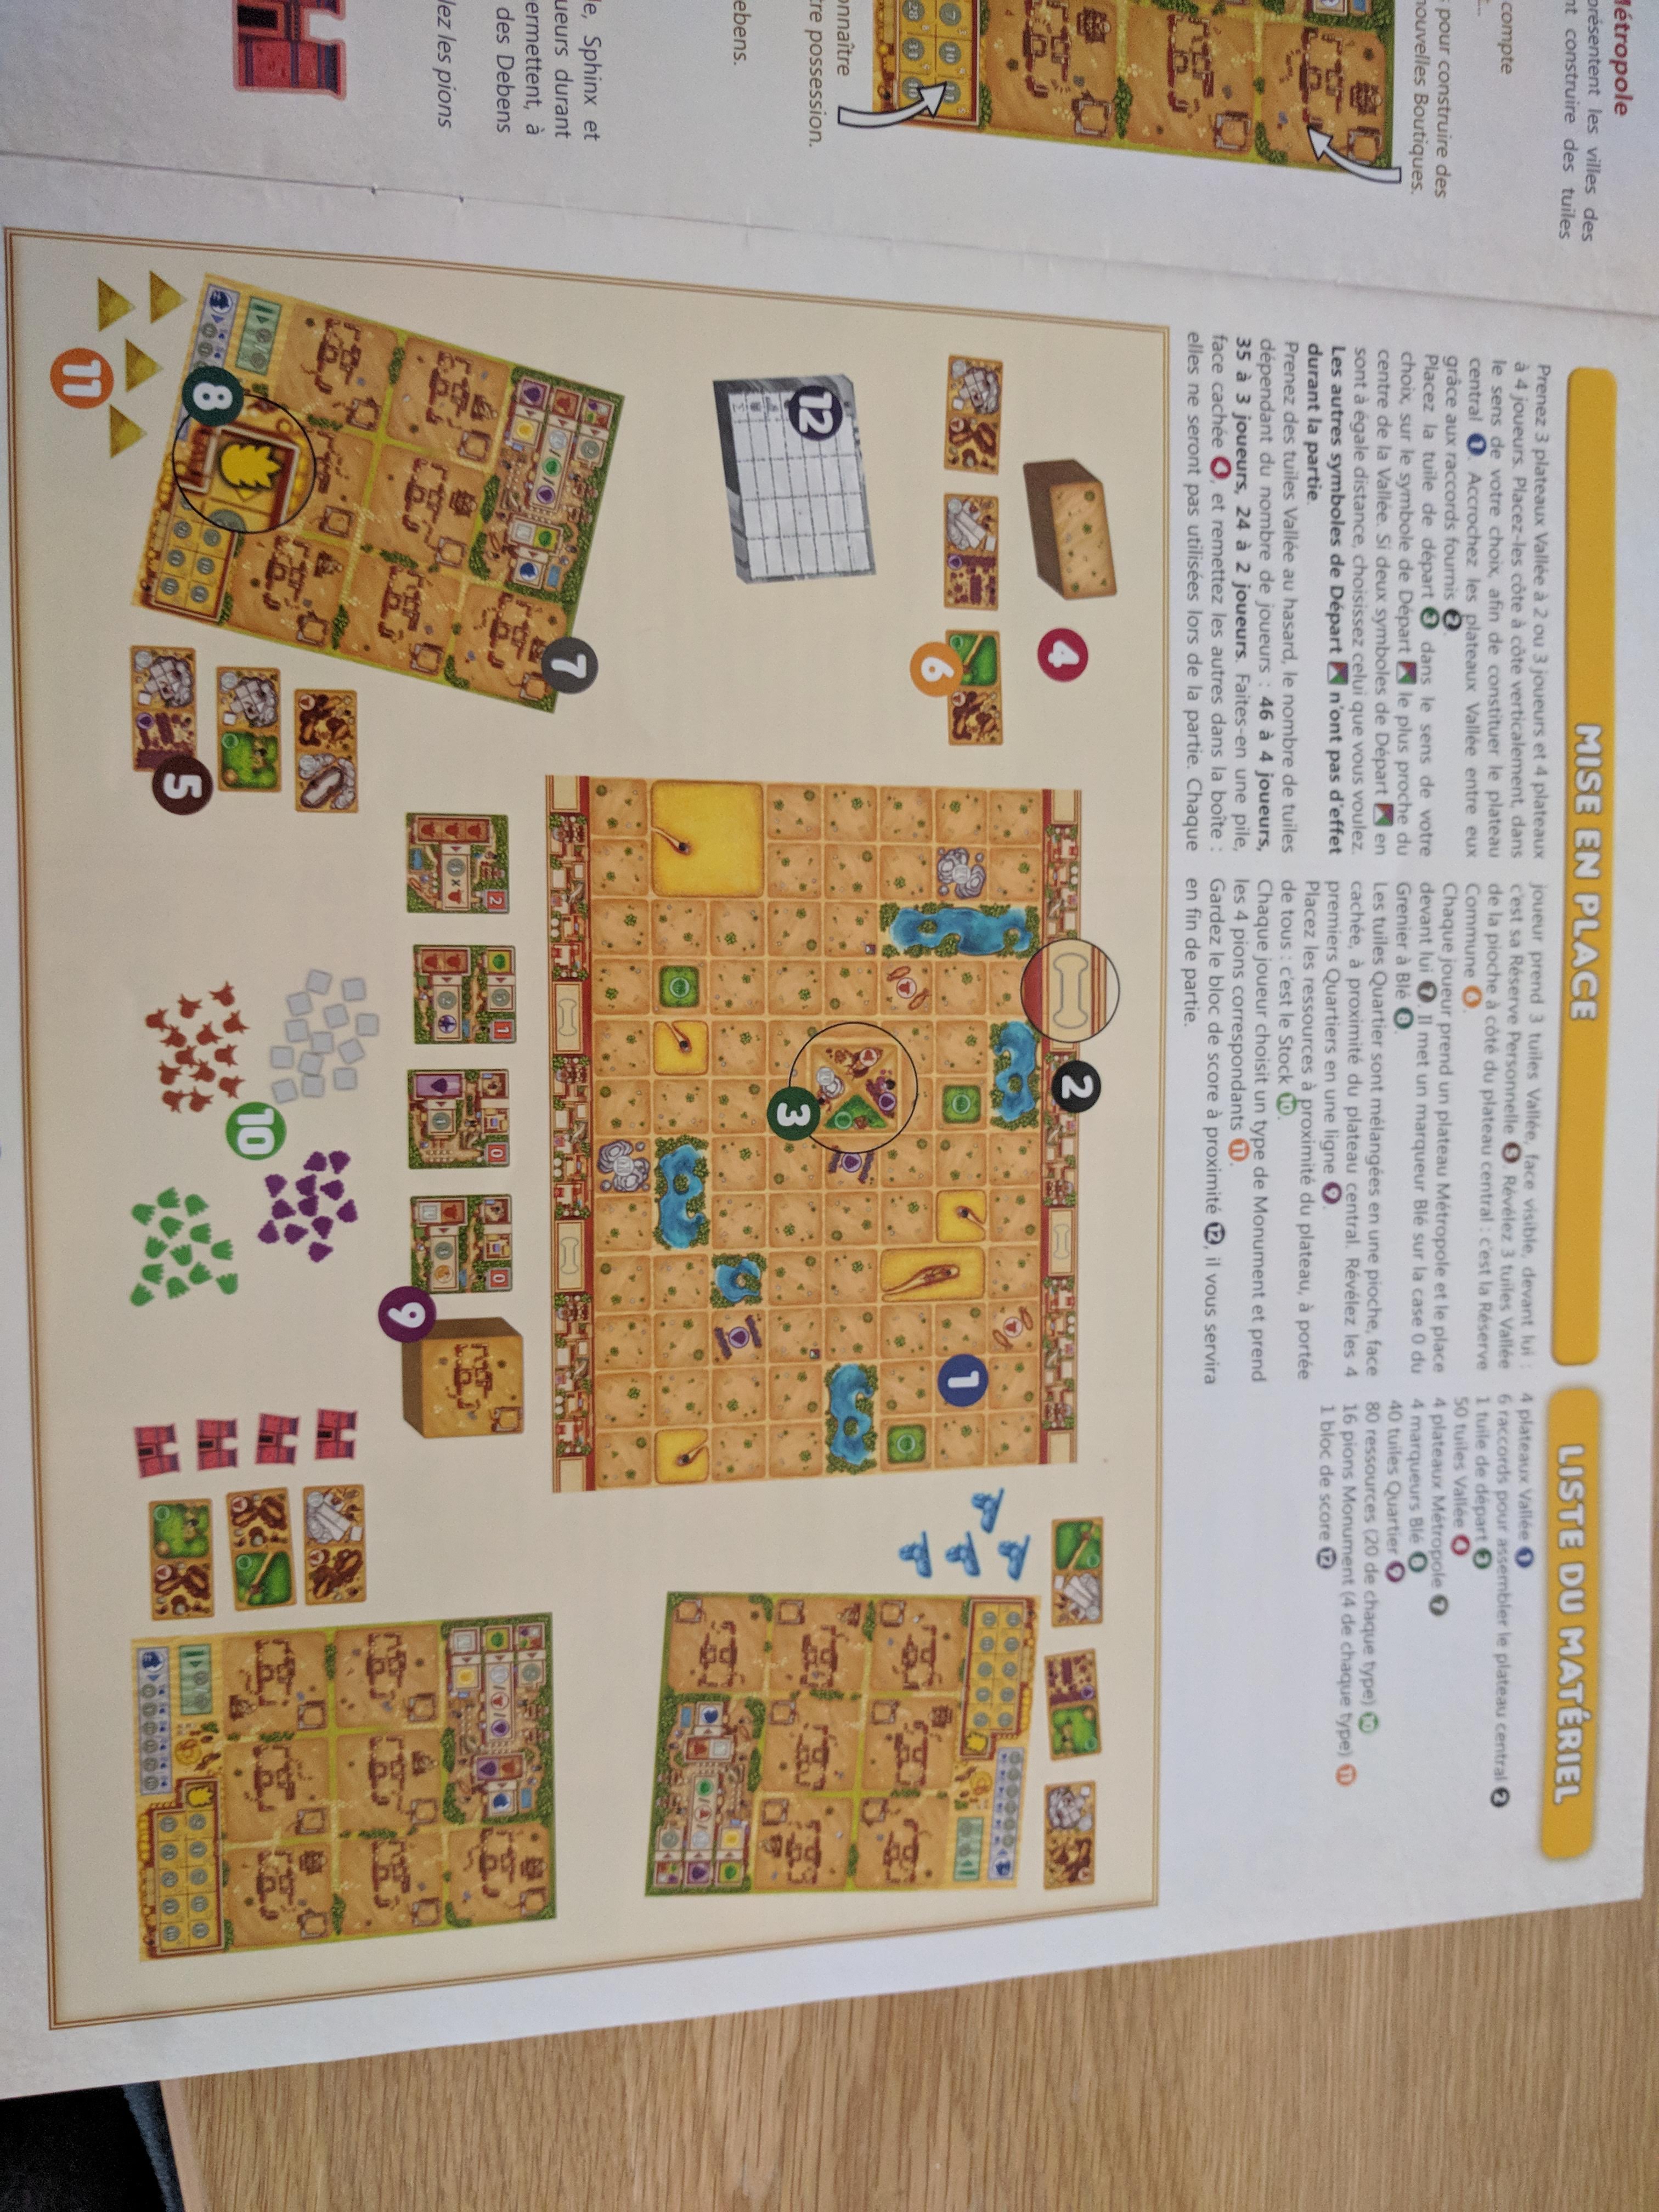 Métropole
présentent les villes des
nt construire des tuiles
compte
pour construire des
nouvelles Boutiques.
onnaître
tre possession.
ebens.
le, Sphinx et
ueurs durant
ermettent, à
des Debens
lez les pions
MISE EN PLACE
Prenez 3 plateaux Vallée à 2 ou 3 joueurs et 4 plateaux
à 4 joueurs. Placez-les côte à côte verticalement, dans
le sens de votre choix, afin de constituer le plateau
central 1. Accrochez les plateaux Vallée entre eux
grâce aux raccords fournis 2.
Placez la tuile de départ 3 dans le sens de votre
choix, sur le symbole de Départ le plus proche du
centre de la Vallée. Si deux symboles de Départ en
sont à égale distance, choisissez celui que vous voulez.
Les autres symboles de Départ n'ont pas d'effet
durant la partie.
Prenez des tuiles Vallée au hasard, le nombre de tuiles
dépendant du nombre de joueurs : 46 à 4 joueurs,
35 à 3 joueurs, 24 à 2 joueurs. Faites-en une pile,
face cachée 4, et remettez les autres dans la boîte :
elles ne seront pas utilisées lors de la partie. Chaque
joueur prend 3 tuiles Vallée, face visible, devant lui :
c'est sa Réserve Personnelle 5. Révélez 3 tuiles Vallée
de la pioche à côté du plateau central : c'est la Réserve
Commune 6.
Chaque joueur prend un plateau Métropole et le place
devant lui 7. Il met un marqueur Blé sur la case 0 du
Grenier à Blé 8.
Les tuiles Quartier sont mélangées en une pioche, face
cachée, à proximité du plateau central. Révélez les 4
premiers Quartiers en une ligne 9.
Placez les ressources à proximité du plateau, à portée
de tous : c'est le Stock 10.
Chaque joueur choisit un type de Monument et prend
les 4 pions correspondants 11.
Gardez le bloc de score à proximité 12, il vous servira
en fin de partie.
LISTE DU MATÉRIEL
4 plateaux Vallée 1
6 raccords pour assembler le plateau central 2
1 tuile de départ 3
50 tuiles Vallée 4
4 plateaux Métropole 7
4 marqueurs Blé 8
40 tuiles Quartier 9
80 ressources (20 de chaque type) 10
16 pions Monument (4 de chaque type) 11
1 bloc de score 12
4
6
12
2
3
1
7
8
11
5
10
9
2
1
0
0